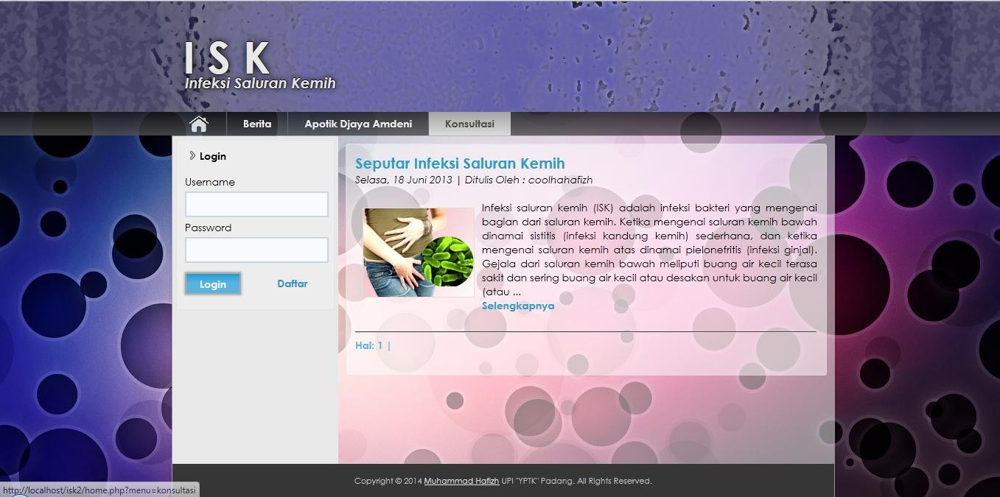 I S K
Infeksi Saluran Kemih
Berita
Apotik Djaya Amdeni
Konsultasi
Login
Username
Password
Login
Daftar
Seputar Infeksi Saluran Kemih
Selasa, 18 Juni 2013 | Ditulis Oleh : coolhahafizh
Infeksi saluran kemih (ISK) adalah infeksi bakteri yang mengenai
bagian dari saluran kemih. Ketika mengenai saluran kemih bawah
dinamai sistitis (infeksi kandung kemih) sederhana, dan ketika
mengenai saluran kemih atas dinamai pielonefritis (infeksi ginjal).
Gejala dari saluran kemih bawah meliputi buang air kecil terasa
sakit dan sering buang air kecil atau desakan untuk buang air kecil
(atau ...
Selengkapnya
Hal: 1 |
Copyright © 2014 Muhammad Hafizh UPI "YPTK" Padang. All Rights Reserved.
http://localhost/isk2/home.php?menu=konsultasi